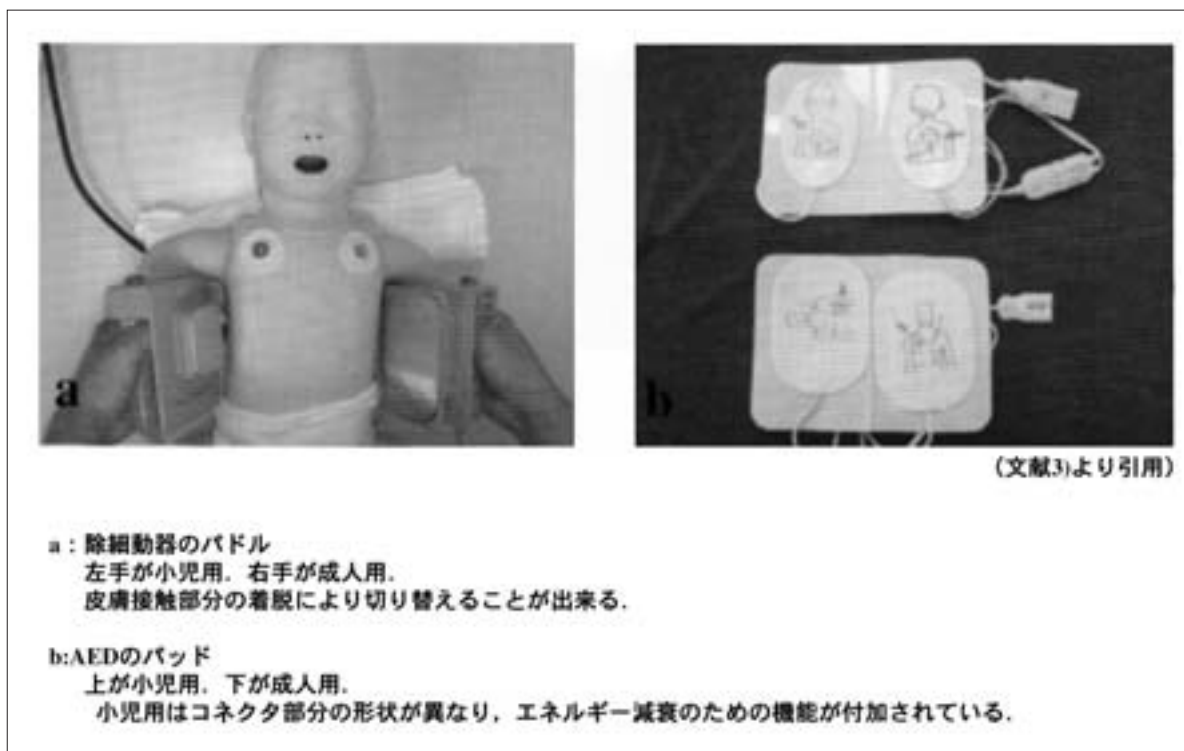 a
b
（文献3)より引用）
a：除細動器のパドル
左手が小児用．右手が成人用．
皮膚接触部分の着脱により切り替えることが出来る．
b:AEDのパッド
上が小児用．下が成人用．
小児用はコネクタ部分の形状が異なり，エネルギー減衰のための機能が付加されている．